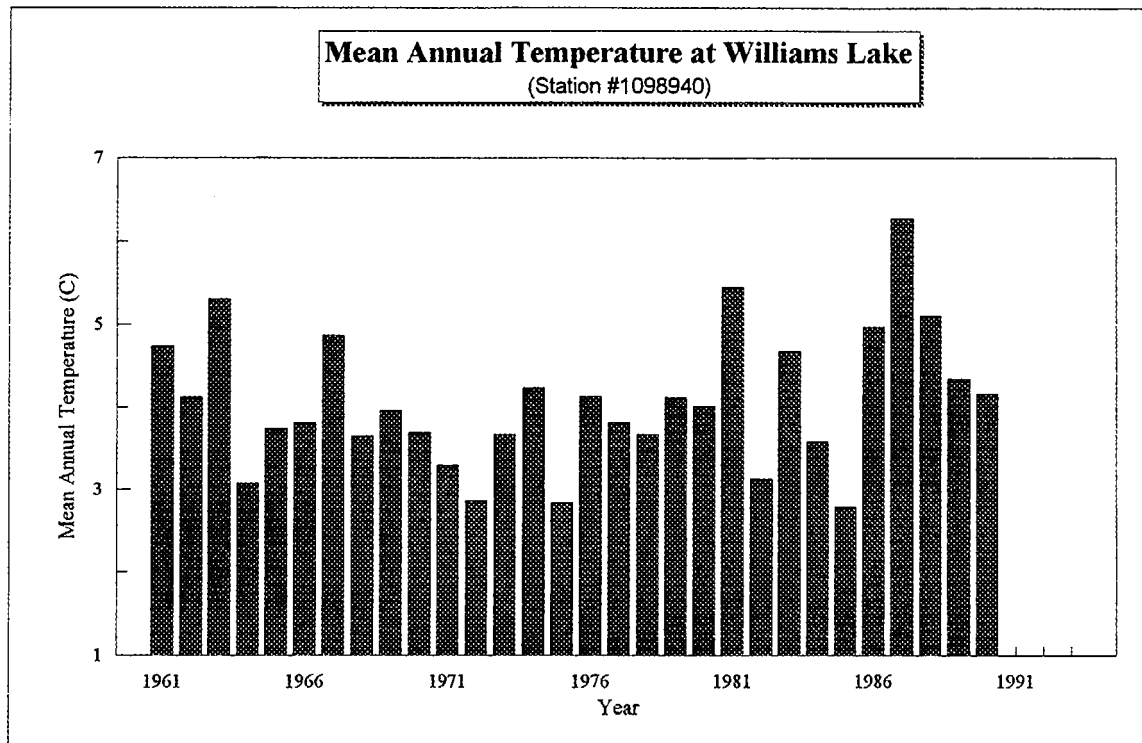 Mean Annual Temperature at Williams Lake
(Station #1098940)
7
5
3
1
Mean Annual Temperature (C)
1961 1966 1971 1976 1981 1986 1991
Year